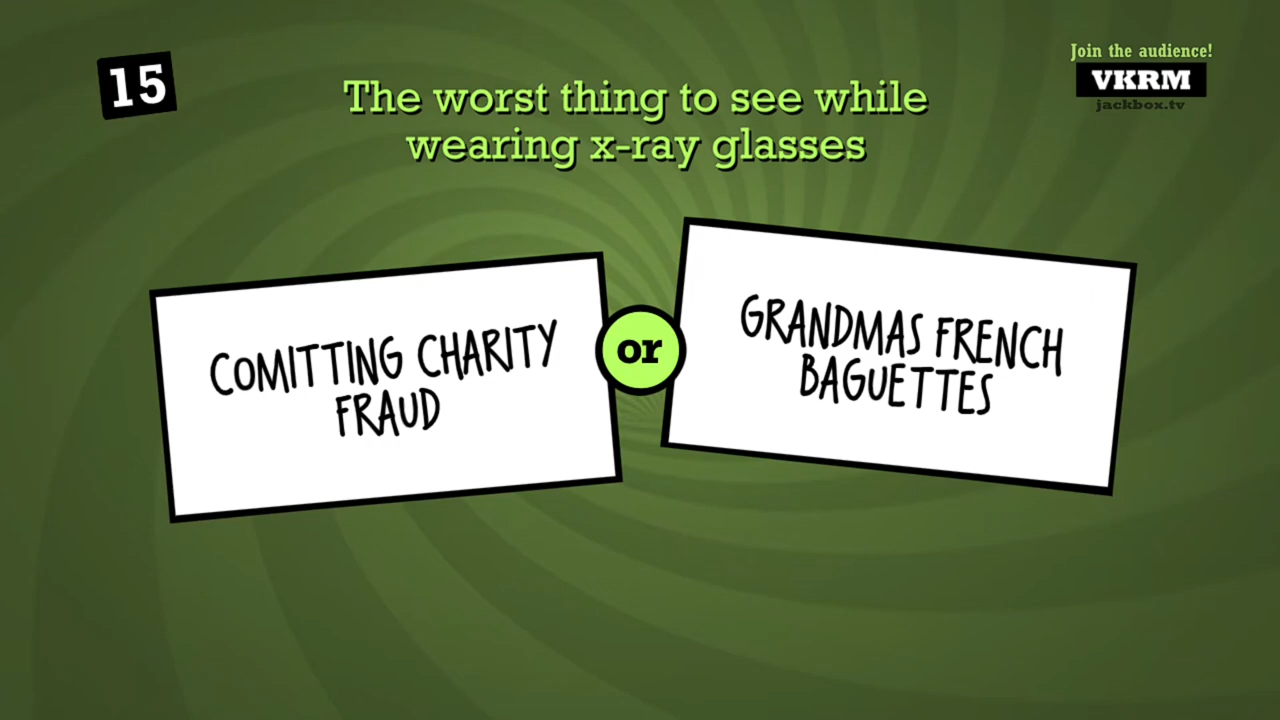 15
The worst thing to see while
wearing x-ray glasses
Join the audience!
VKRM
jackbox.tv
COMITTING CHARITY
FRAUD
or
GRANDMAS FRENCH
BAGUETTES